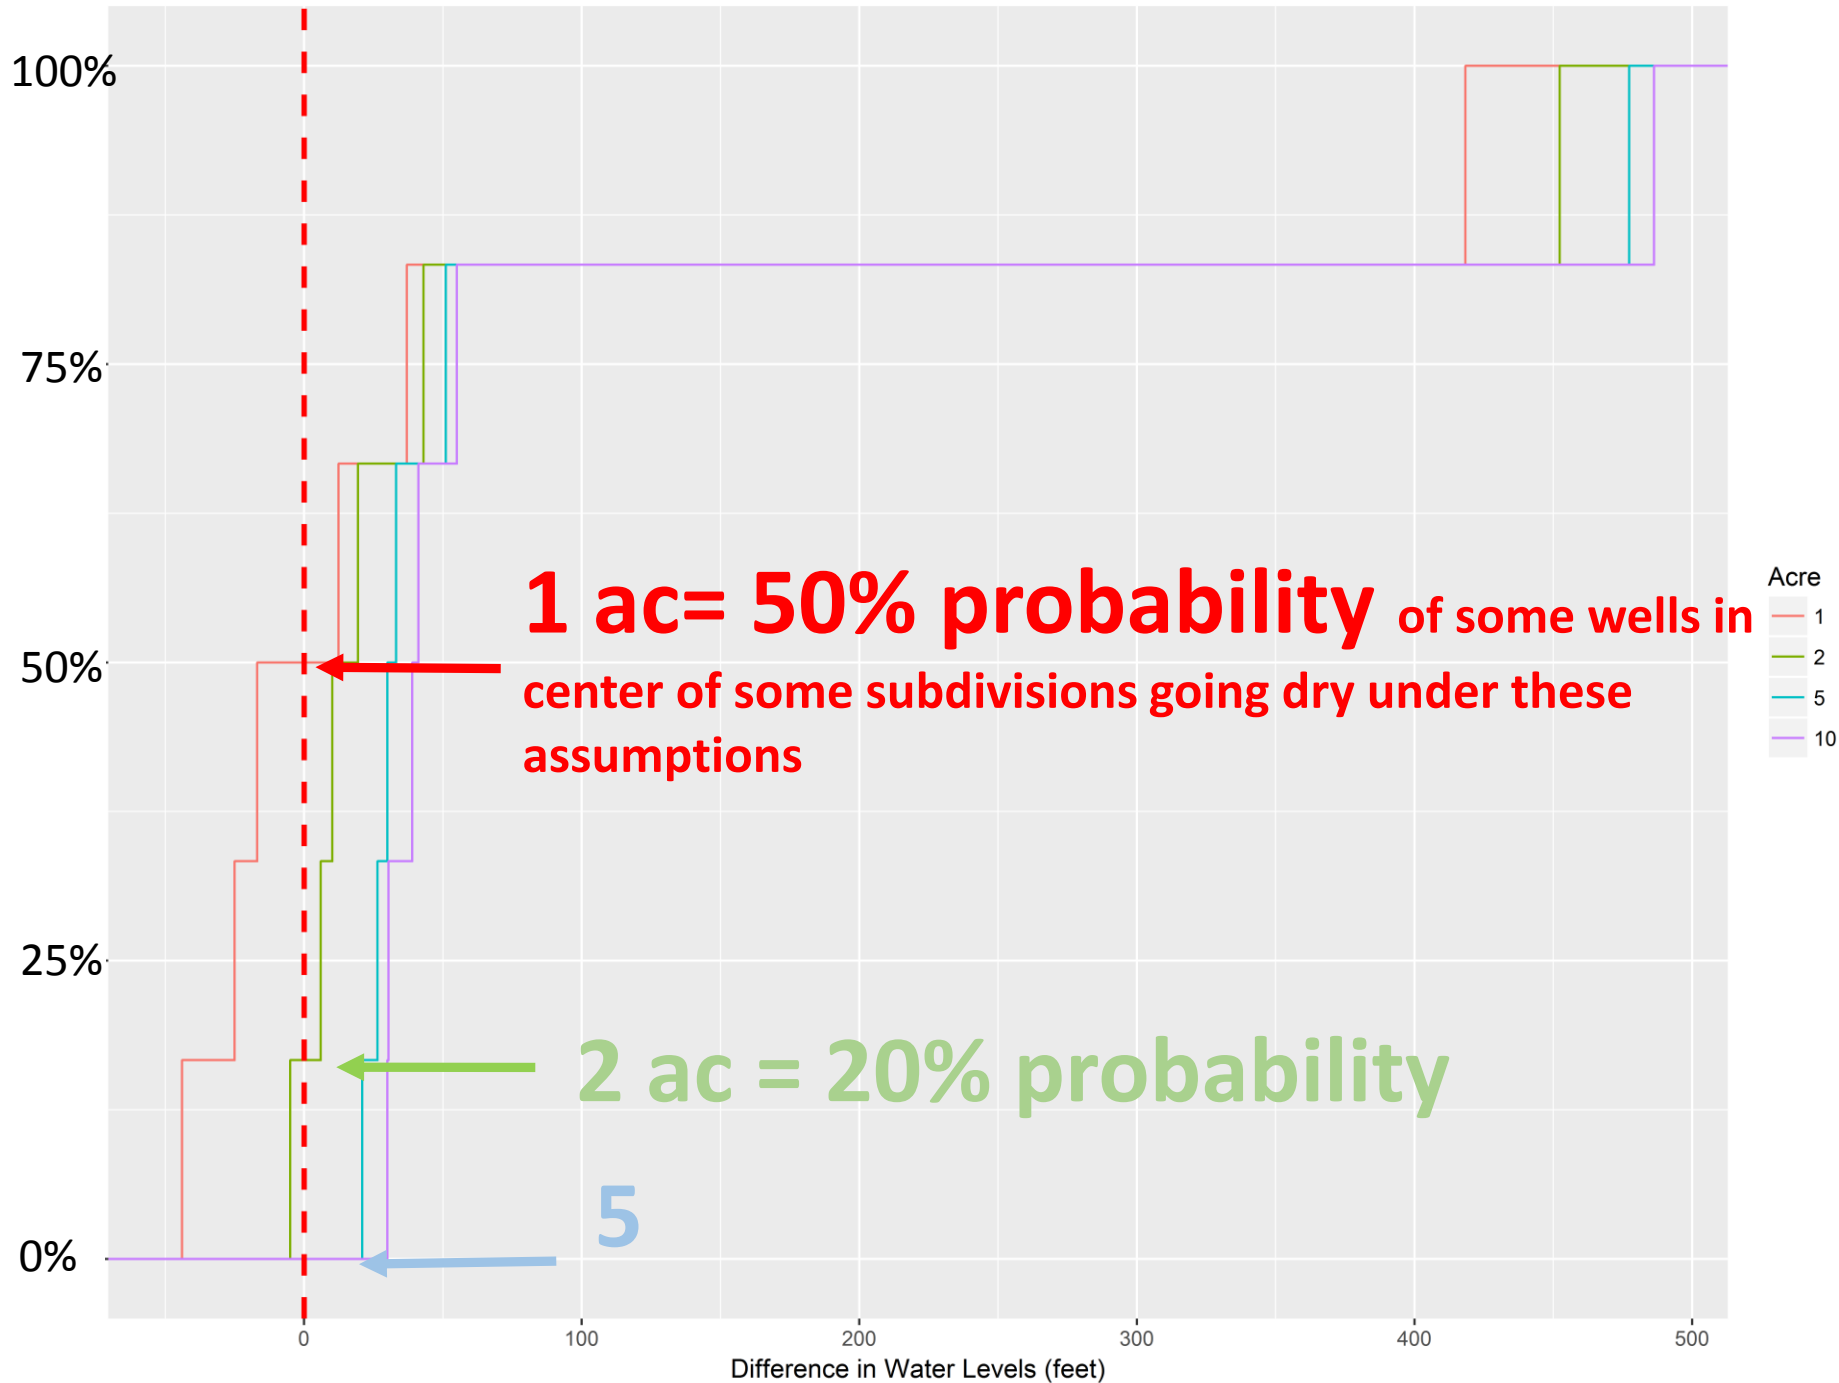 100%
75%
50%
25%
0%
1 ac= 50% probability of some wells in
center of some subdivisions going dry under these
assumptions
2 ac = 20% probability
5
Acre
1
2
5
10
0 100 200 300 400 500
Difference in Water Levels (feet)